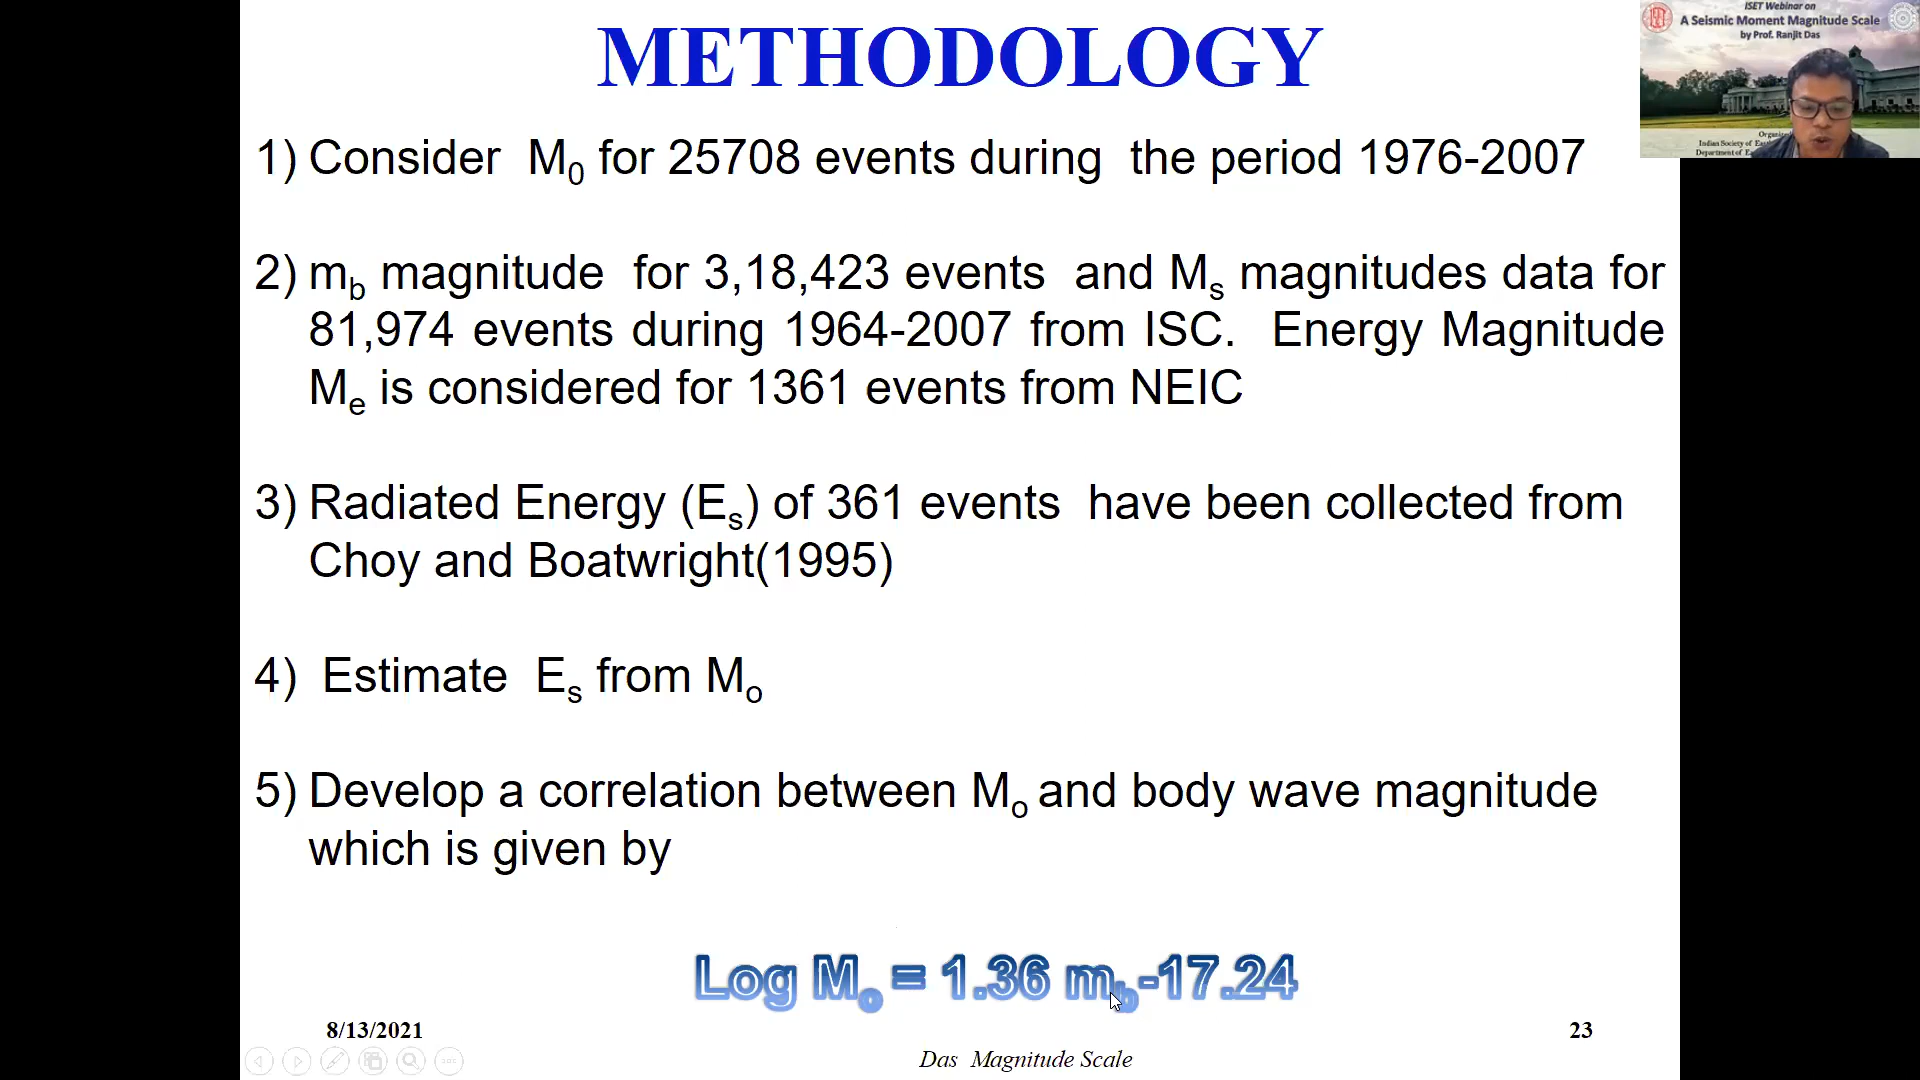 METHODOLOGY
ISET Webinar on
A Seismic Moment Magnitude Scale
by Prof. Ranjit Das
Indian Society of
Department of
1) Consider M₀ for 25708 events during the period 1976-2007
2) m_b magnitude for 3,18,423 events and M_s magnitudes data for
81,974 events during 1964-2007 from ISC. Energy Magnitude
M_e is considered for 1361 events from NEIC
3) Radiated Energy (E_s) of 361 events have been collected from
Choy and Boatwright(1995)
4) Estimate E_s from M_o
5) Develop a correlation between M_o and body wave magnitude
which is given by
Log M_o = 1.36 m_b-17.24
8/13/2021
23
Das Magnitude Scale